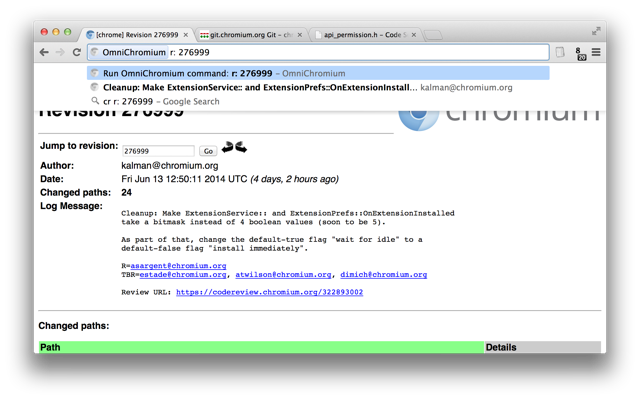 [chrome] Revision 276999
git.chromium.org Git – chr
api_permission.h – Code S
OmniChromium r: 276999
8
20
Run OmniChromium command: r: 276999 – OmniChromium
Cleanup: Make ExtensionService:: and ExtensionPrefs::OnExtensionInstall… kalman@chromium.org
cr r: 276999 – Google Search
Revision 276999
chromium
Jump to revision: 276999 Go
Author: kalman@chromium.org
Date: Fri Jun 13 12:50:11 2014 UTC (4 days, 2 hours ago)
Changed paths: 24
Log Message:
Cleanup: Make ExtensionService:: and ExtensionPrefs::OnExtensionInstalled
take a bitmask instead of 4 boolean values (soon to be 5).
As part of that, change the default-true flag "wait for idle" to a
default-false flag "install immediately".
R=asargent@chromium.org
TBR=estade@chromium.org, atwilson@chromium.org, dimich@chromium.org
Review URL: https://codereview.chromium.org/322893002
Changed paths:
Path Details